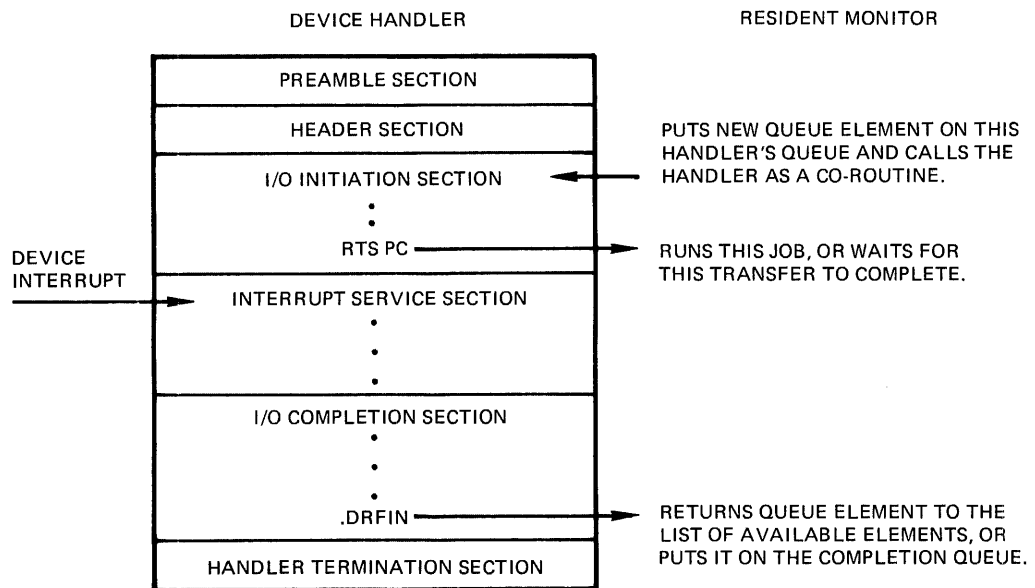 DEVICE HANDLER
RESIDENT MONITOR
PREAMBLE SECTION
HEADER SECTION
I/O INITIATION SECTION
PUTS NEW QUEUE ELEMENT ON THIS
HANDLER'S QUEUE AND CALLS THE
HANDLER AS A CO-ROUTINE.
RTS PC
RUNS THIS JOB, OR WAITS FOR
THIS TRANSFER TO COMPLETE.
DEVICE
INTERRUPT
INTERRUPT SERVICE SECTION
I/O COMPLETION SECTION
.DRFIN
RETURNS QUEUE ELEMENT TO THE
LIST OF AVAILABLE ELEMENTS, OR
PUTS IT ON THE COMPLETION QUEUE.
HANDLER TERMINATION SECTION